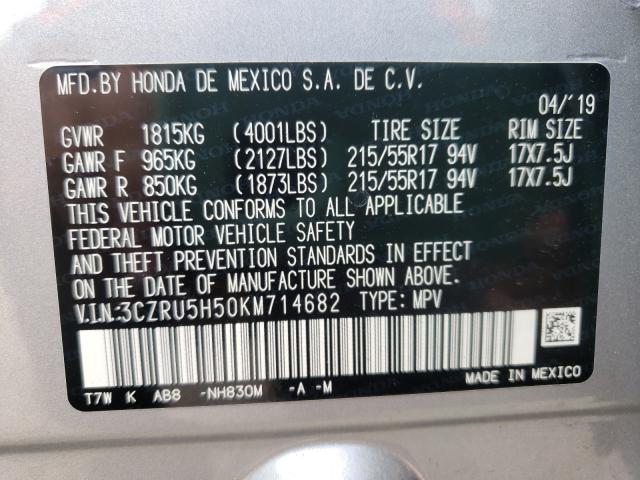 MFD.BY HONDA DE MEXICO S.A. DE C.V.
04/'19
GVWR 1815KG (4001LBS) TIRE SIZE RIM SIZE
GAWR F 965KG (2127LBS) 215/55R17 94V 17X7.5J
GAWR R 850KG (1873LBS) 215/55R17 94V 17X7.5J
THIS VEHICLE CONFORMS TO ALL APPLICABLE
FEDERAL MOTOR VEHICLE SAFETY
AND THEFT PREVENTION STANDARDS IN EFFECT
ON THE DATE OF MANUFACTURE SHOWN ABOVE.
V.I.N:3CZRU5H50KM714682 TYPE: MPV
T7W K AB8 -NH830M -A -M
MADE IN MEXICO